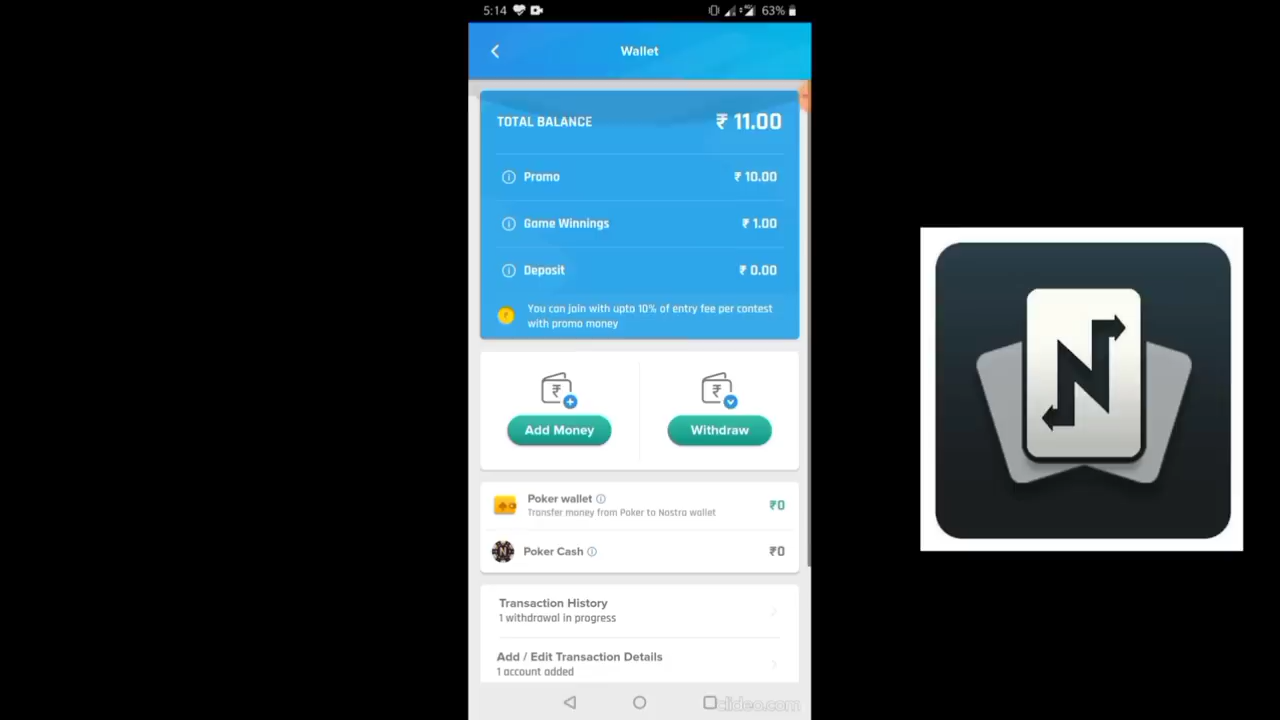 5:14 63%
Wallet
TOTAL BALANCE ₹ 11.00
Promo ₹ 10.00
Game Winnings ₹ 1.00
Deposit ₹ 0.00
You can join with upto 10% of entry fee per contest
with promo money
Add Money Withdraw
Poker wallet ₹0
Transfer money from Poker to Nostra wallet
Poker Cash ₹0
Transaction History
1 withdrawal in progress
Add / Edit Transaction Details
1 account added
clideo.com
N